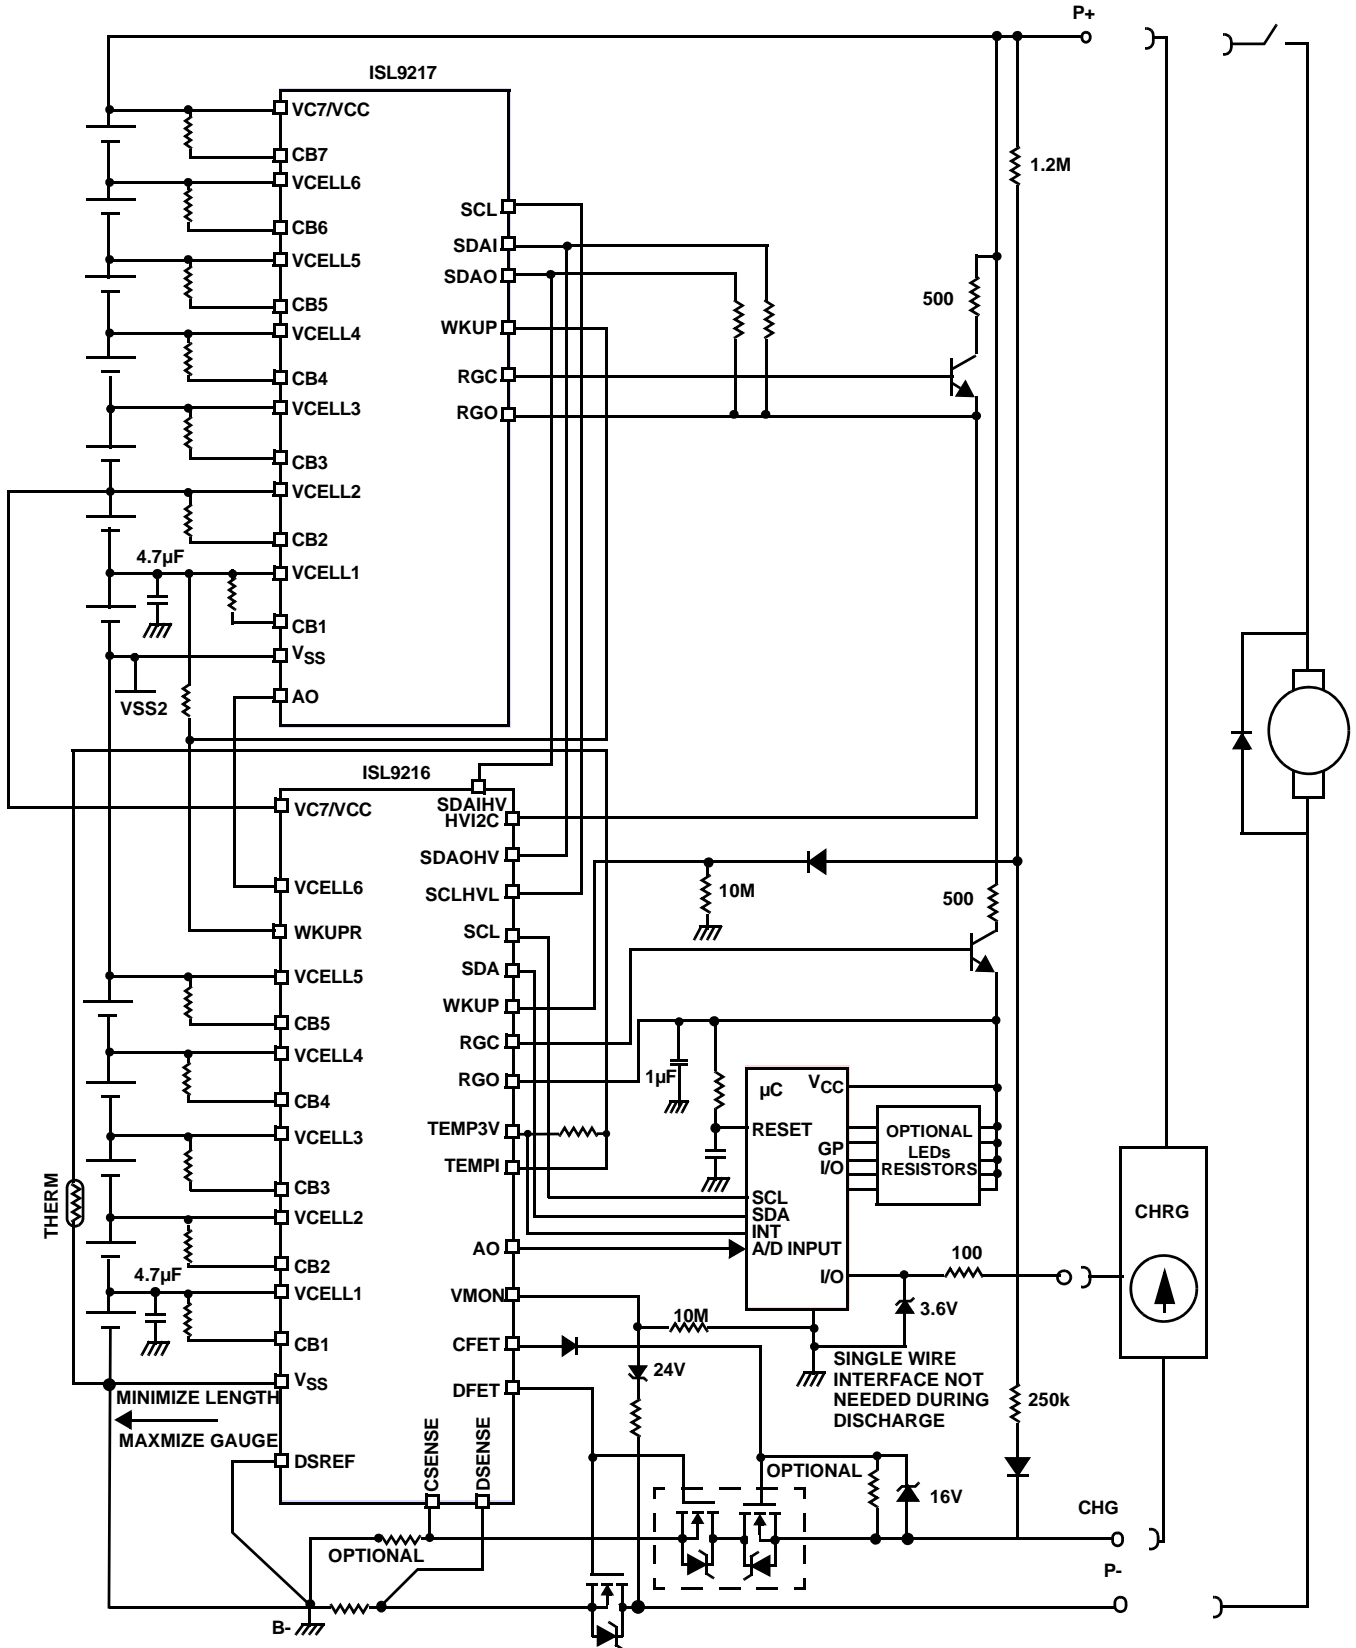 P+
ISL9217
VC7/VCC
CB7
VCELL6
CB6
VCELL5
CB5
VCELL4
CB4
VCELL3
CB3
VCELL2
CB2
4.7µF
VCELL1
CB1
VSS
VSS2
AO
SCL
SDAI
SDAO
WKUP
RGC
RGO
1.2M
500
ISL9216
VC7/VCC
VCELL6
WKUPR
VCELL5
CB5
VCELL4
CB4
VCELL3
CB3
VCELL2
CB2
4.7µF
VCELL1
CB1
VSS
MINIMIZE LENGTH
MAXMIZE GAUGE
DSREF
THERM
SDAIHV
HVI2C
SDAOHV
SCLHVL
SCL
SDA
WKUP
RGC
RGO
TEMP3V
TEMPI
AO
VMON
CFET
DFET
CSENSE
DSENSE
10M
500
1µF
µC
VCC
RESET
GP
I/O
SCL
SDA
INT
A/D INPUT
I/O
OPTIONAL
LEDs
RESISTORS
100
3.6V
CHRG
10M
24V
SINGLE WIRE
INTERFACE NOT
NEEDED DURING
DISCHARGE
250k
OPTIONAL
16V
CHG
OPTIONAL
P-
B-